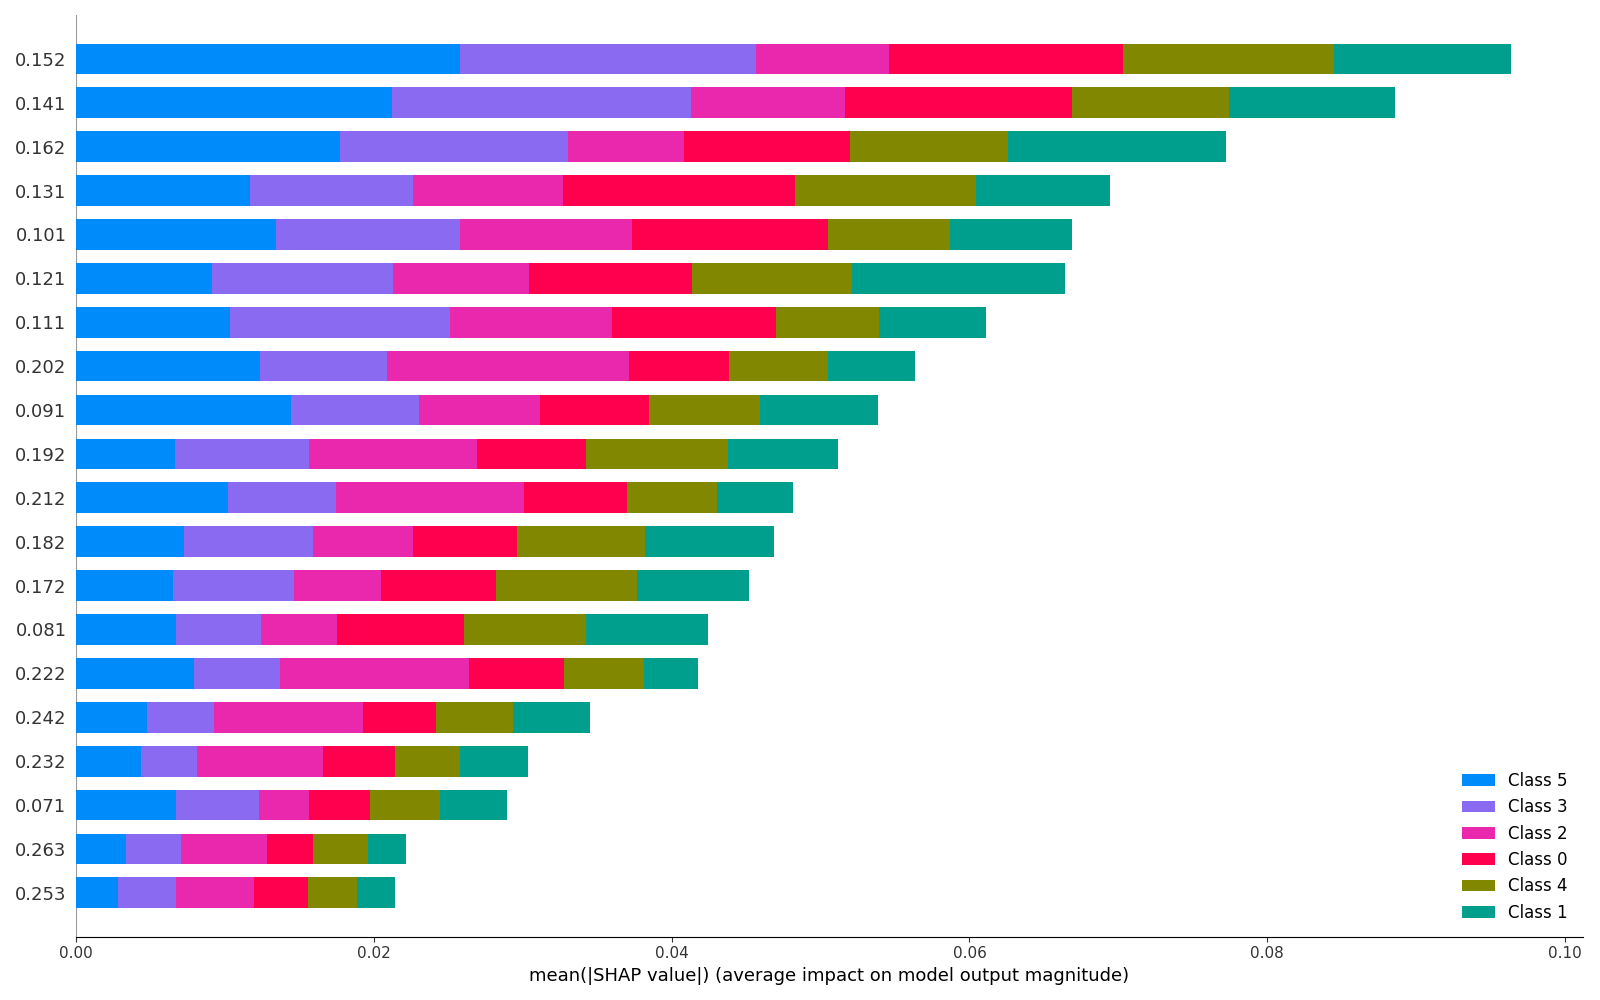 0.152
0.141
0.162
0.131
0.101
0.121
0.111
0.202
0.091
0.192
0.212
0.182
0.172
0.081
0.222
0.242
0.232
0.071
0.263
0.253
Class 5
Class 3
Class 2
Class 0
Class 4
Class 1
0.00 0.02 0.04 0.06 0.08 0.10
mean(|SHAP value|) (average impact on model output magnitude)